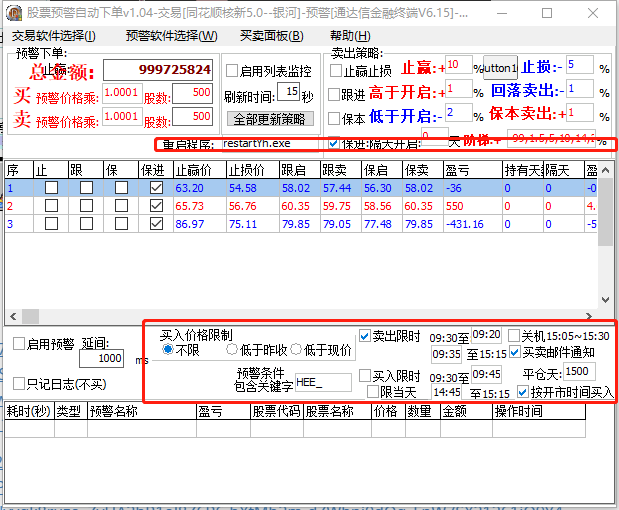 股票预警自动下单v1.04-交易[同花顺核新5.0--银河]-预警[通达信金融终端V6.15]-...
交易软件选择(I) 预警软件选择(W) 买卖面板(B) 帮助(H)
预警下单: 卖出策略:
总金额: 999725824 启用列表监控 止赢止损 止赢:+ 10 % utton1 止损:- 5 %
买 预警价格乘: 1.0001 股数: 500 刷新时间: 15 秒 跟进 高于开启:+ 1 % 回落卖出:- 1 %
卖 预警价格乘: 1.0001 股数: 500 全部更新策略 保本 低于开启:- 2 % 保本卖出:+ 1 %
重启程序: restartYh.exe 保进:隔天开启: 0 天 阶梯:+
序 止 跟 保 保进 止赢价 止损价 跟启 跟卖 保启 保卖 盈亏 持有天 隔天 盈
1 63.20 54.58 58.02 57.44 56.30 58.02 -36 0 0 -0
2 65.73 56.76 60.35 59.75 58.56 60.35 550 0 0 4.
3 86.97 75.11 79.85 79.05 77.48 79.85 -431.16 0 0 -5
启用预警 延间: 1000 ms
只记日志(不买)
买入价格限制
不限 低于昨收 低于现价
预警条件
包含关键字 HEE_
卖出限时 09:30至 09:20 关机15:05~15:30
09:35 至15:15 买卖邮件通知
买入限时 09:30至 09:45 平仓天: 1500
限当天 14:45 至15:15 按开市时间买入
耗时(秒) 类型 预警名称 盈亏 股票代码 股票名称 价格 数量 金额 操作时间